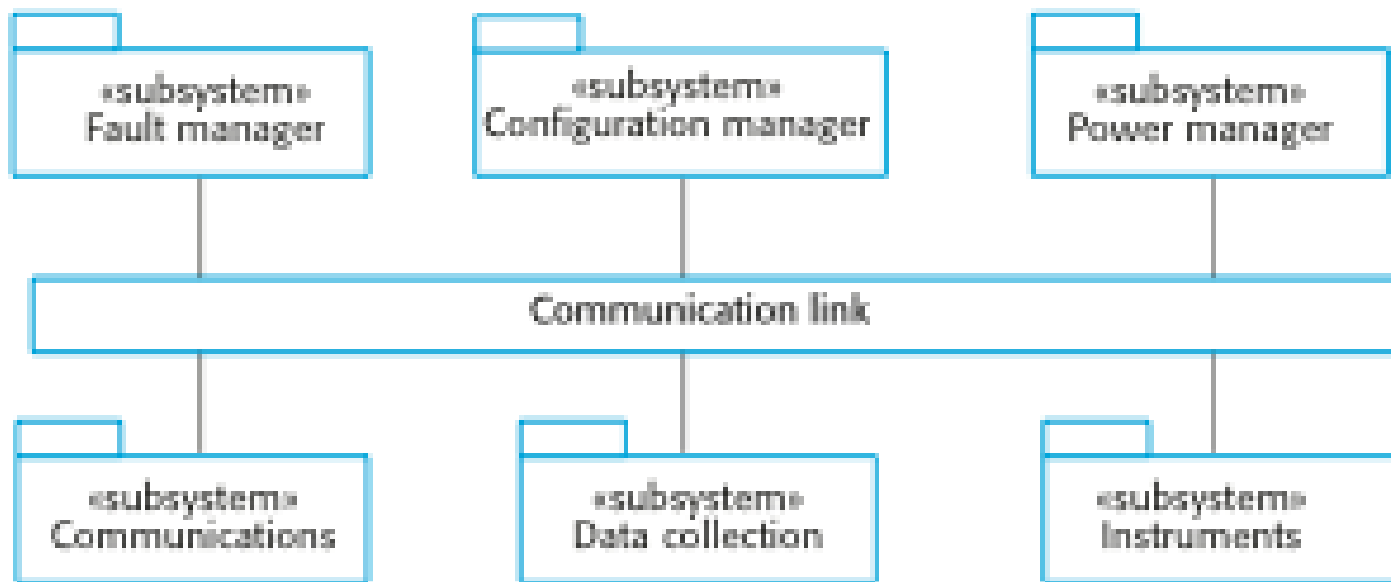 «subsystem»
Fault manager
«subsystem»
Configuration manager
«subsystem»
Power manager
Communication link
«subsystem»
Communications
«subsystem»
Data collection
«subsystem»
Instruments